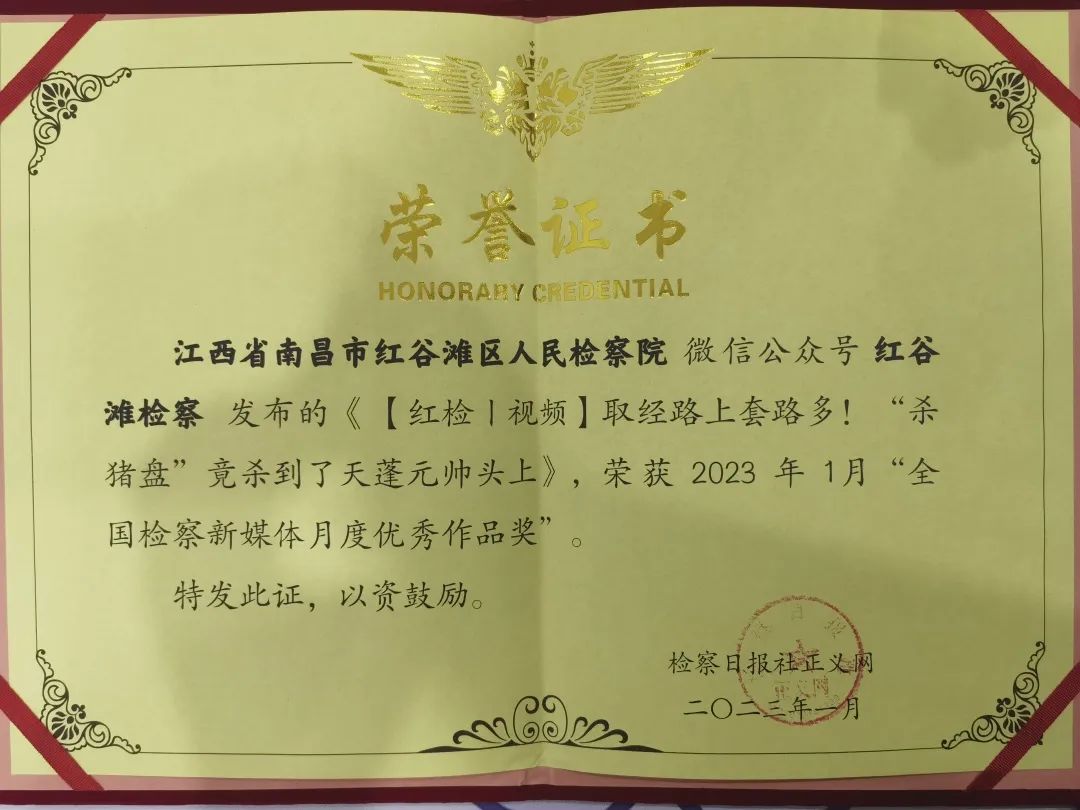 荣誉证书
HONORARY CREDENTIAL
江西省南昌市红谷滩区人民检察院 微信公众号 红谷
滩检察 发布的《【红检丨视频】取经路上套路多！“杀
猪盘”竟杀到了天蓬元帅头上》，荣获 2023 年 1月“全
国检察新媒体月度优秀作品奖”。
特发此证，以资鼓励。
检察日报社正义网
二〇二三年一月
正义网